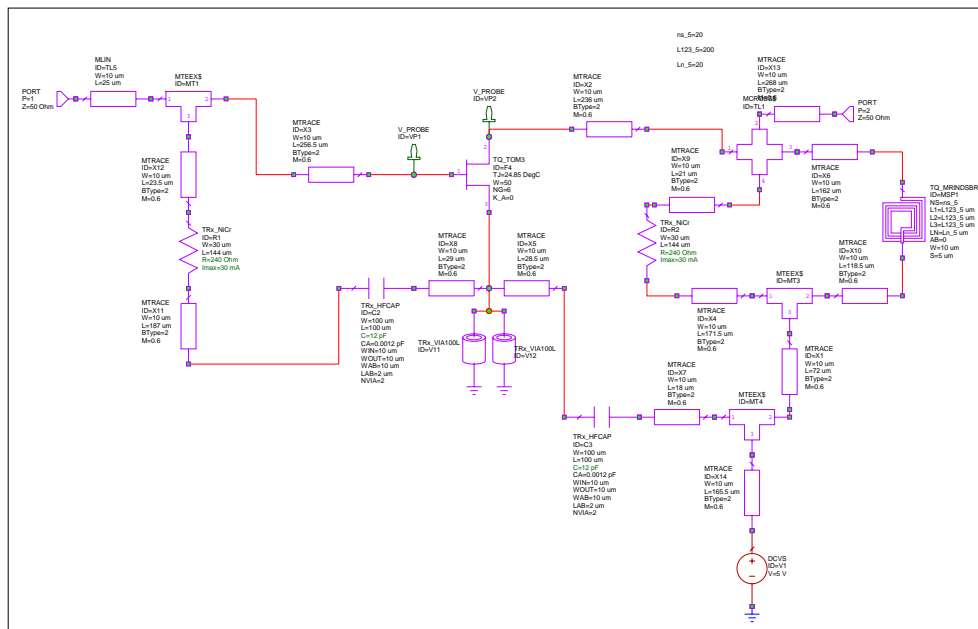 ns_5=20
L123_5=200
Ln_5=20
PORT
P=1
Z=50 Ohm
MLIN
ID=TL5
W=10 um
L=25 um
MTEEX$
ID=MT1
1
2
3
MTRACE
ID=X12
W=10 um
L=23.5 um
BType=2
M=0.6
TRx_NiCr
ID=R1
W=30 um
L=144 um
R=240 Ohm
Imax=30 mA
MTRACE
ID=X11
W=10 um
L=187 um
BType=2
M=0.6
MTRACE
ID=X3
W=10 um
L=256.5 um
BType=2
M=0.6
V_PROBE
ID=VP1
V_PROBE
ID=VP2
TQ_TOM3
ID=F4
TJ=24.85 DegC
W=50
NG=6
K_A=0
1
2
3
MTRACE
ID=X2
W=10 um
L=236 um
BType=2
M=0.6
MTRACE
ID=X13
W=10 um
L=268 um
BType=2
ID=TL1
PORT
P=2
Z=50 Ohm
1
2
3
4
MTRACE
ID=X9
W=10 um
L=21 um
BType=2
M=0.6
MTRACE
ID=X6
W=10 um
L=162 um
BType=2
M=0.6
TQ_MRINDSBR
ID=MSP1
NS=ns_5
L1=L123_5 um
L2=L123_5 um
L3=L123_5 um
LN=Ln_5 um
AB=0
W=10 um
S=5 um
TRx_NiCr
ID=R2
W=30 um
L=144 um
R=240 Ohm
Imax=30 mA
MTRACE
ID=X8
W=10 um
L=29 um
BType=2
M=0.6
MTRACE
ID=X5
W=10 um
L=28.5 um
BType=2
M=0.6
MTRACE
ID=X10
W=10 um
L=118.5 um
BType=2
M=0.6
MTEEX$
ID=MT3
1
2
3
TRx_HFCAP
ID=C2
W=100 um
L=100 um
C=12 pF
CA=0.0012 pF
WIN=10 um
WOUT=10 um
WAB=10 um
LAB=2 um
NVIA=2
TRx_VIA100L
ID=V11
TRx_VIA100L
ID=V12
MTRACE
ID=X4
W=10 um
L=171.5 um
BType=2
M=0.6
MTRACE
ID=X1
W=10 um
L=72 um
BType=2
M=0.6
MTRACE
ID=X7
W=10 um
L=18 um
BType=2
M=0.6
MTEEX$
ID=MT4
1
2
3
TRx_HFCAP
ID=C3
W=100 um
L=100 um
C=12 pF
CA=0.0012 pF
WIN=10 um
WOUT=10 um
WAB=10 um
LAB=2 um
NVIA=2
MTRACE
ID=X14
W=10 um
L=165.5 um
BType=2
M=0.6
DCVS
ID=V1
V=5 V